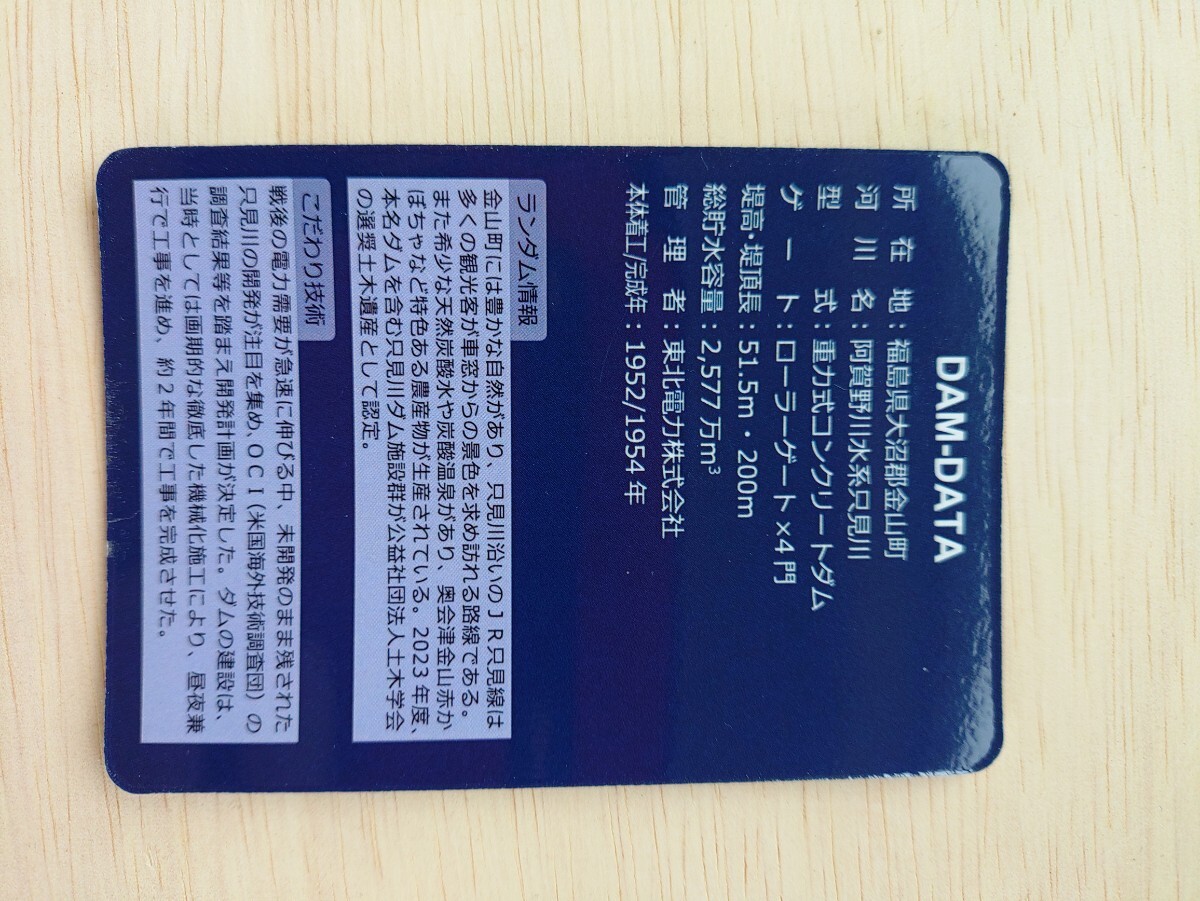 DAM-DATA
所在地：福島県大沼郡金山町
河川名：阿賀野川水系只見川
型式：重力式コンクリートダム
ゲート：ローラーゲート×4門
堤高・堤頂長：51.5m・200m
総貯水容量：2,577万m³
管理者：東北電力株式会社
本体着工/完成年：1952/1954年
ランダム情報
金山町には豊かな自然があり、只見川沿いのＪＲ只見線は
多くの観光客が車窓からの景色を求め訪れる路線である。
また希少な天然炭酸水や炭酸温泉があり、奥会津金山赤か
ぼちゃなど特色ある農産物が生産されている。2023年度、
本名ダムを含む只見川ダム施設群が公益社団法人土木学会
の選奨土木遺産として認定。
こだわり技術
戦後の電力需要が急速に伸びる中、未開発のまま残された
只見川の開発が注目を集め、ＯＣＩ（米国海外技術調査団）の
調査結果等を踏まえ開発計画が決定した。ダムの建設は、
当時としては画期的な徹底した機械化施工により、昼夜兼
行で工事を進め、約２年間で工事を完成させた。